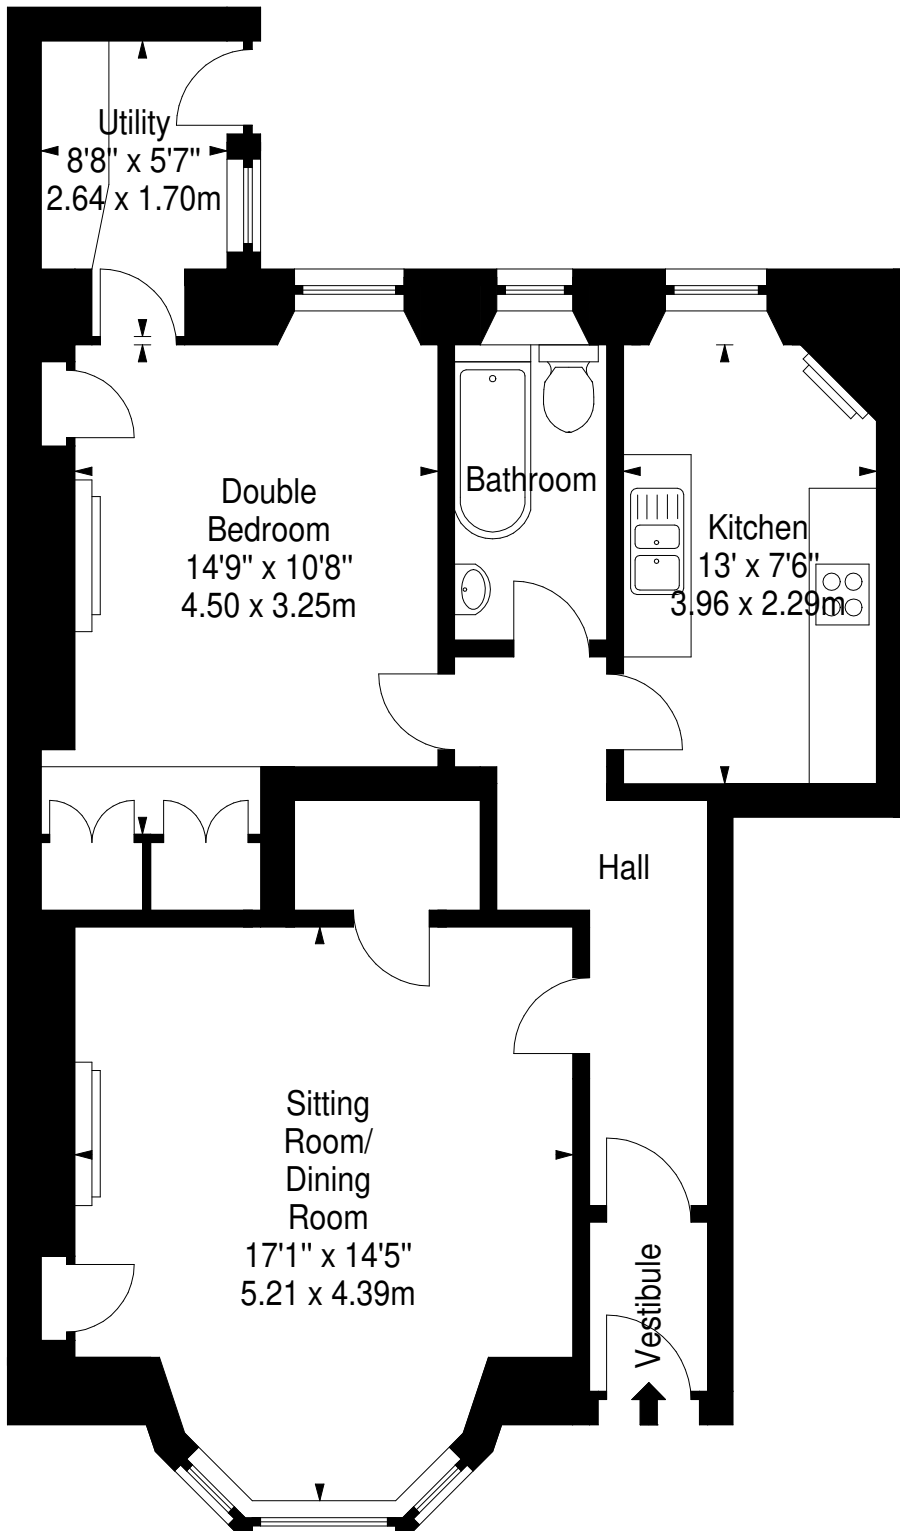 Utility
8'8" x 5'7"
2.64 x 1.70m
Double
Bedroom
14'9" x 10'8"
4.50 x 3.25m
Bathroom
Kitchen
13' x 7'6"
3.96 x 2.29m
Hall
Sitting
Room/
Dining
Room
17'1" x 14'5"
5.21 x 4.39m
Vestibule